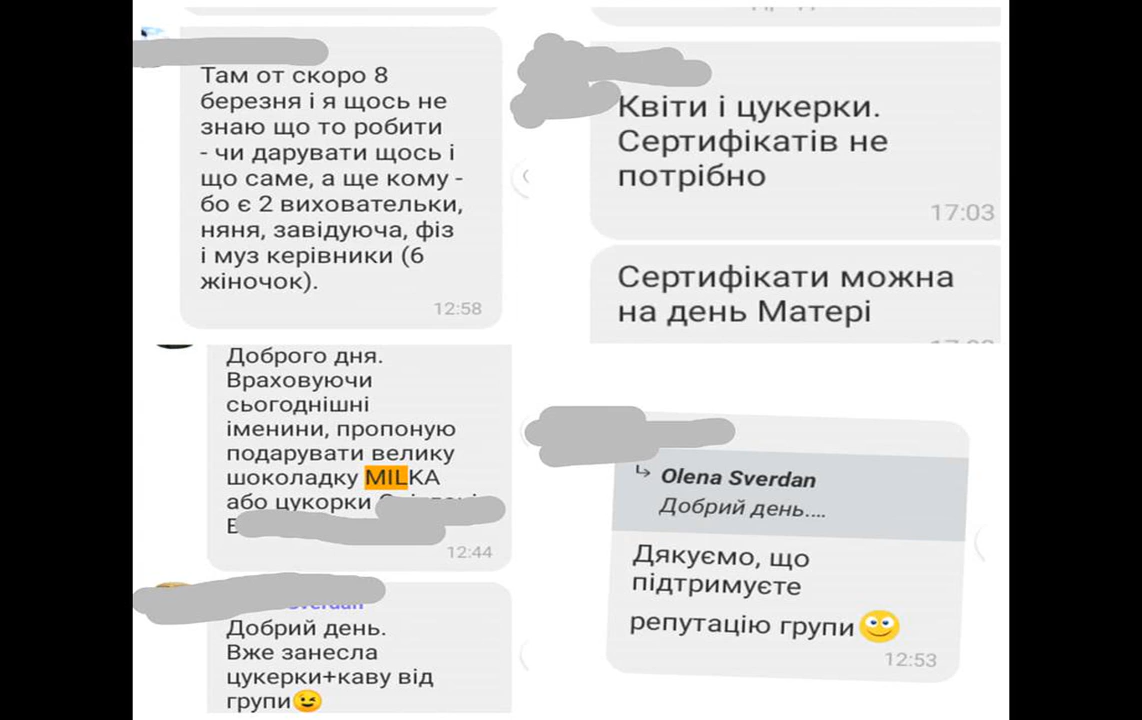 Там от скоро 8
березня і я щось не
знаю що то робити
- чи дарувати щось і
що саме, а ще кому -
бо є 2 виховательки,
няня, завідуюча, фіз
і муз керівники (6
жіночок).
12:58
Квіти і цукерки.
Сертифікатів не
потрібно
17:03
Сертифікати можна
на день Матері
Доброго дня.
Враховуючи
сьогоднішні
іменини, пропоную
подарувати велику
шоколадку MILKA
або цукорки
12:44
Sverdan
Добрий день.
Вже занесла
цукерки+каву від
групи😉
↳ Olena Sverdan
Добрий день....
Дякуємо, що
підтримуєте
репутацію групи🙂
12:53